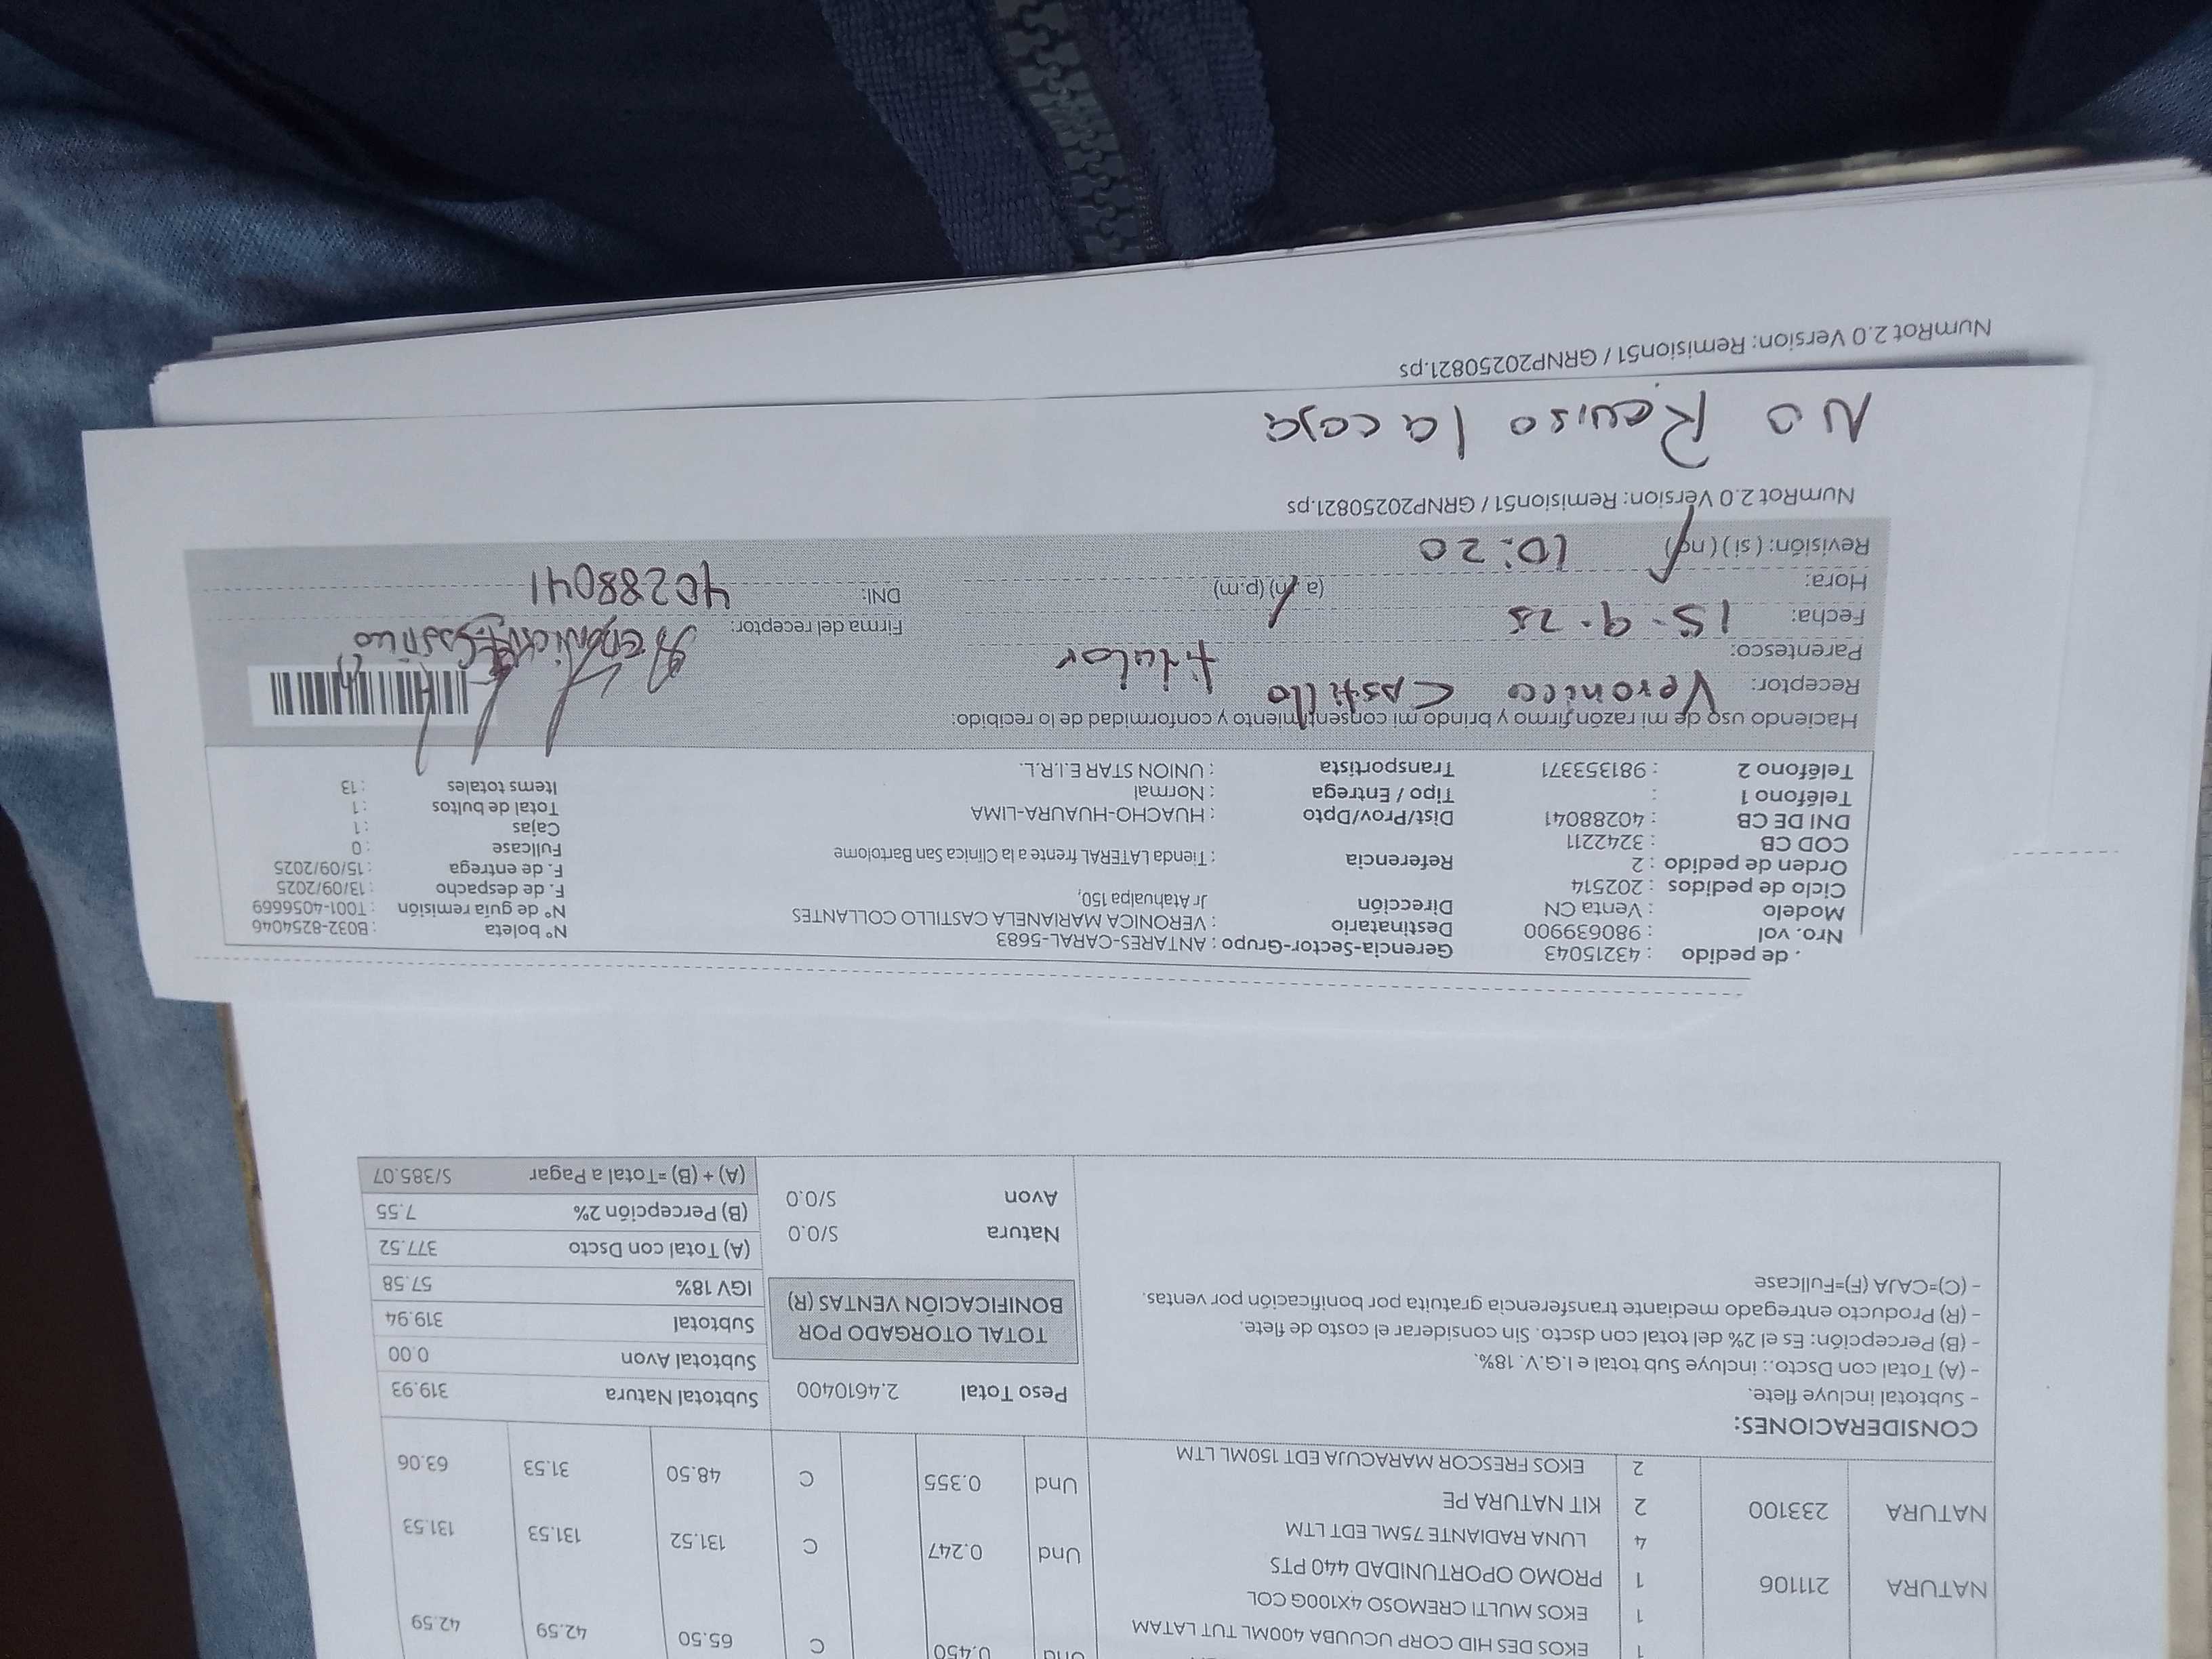 EKOS DES HID CORP UCUUBA 400ML TUT LATAM
1 Und 0.450 C 65.50 42.59 42.59
1 EKOS MULTI CREMOSO 4X100G COL
NATURA 211106 1 PROMO OPORTUNIDAD 440 PTS Und 0.247 C 131.52 131.53 131.53
4 LUNA RADIANTE 75ML EDT LTM
NATURA 233100 2 KIT NATURA PE Und 0.355 C 48.50 31.53 63.06
2 EKOS FRESCOR MARACUJA EDT 150ML LTM
CONSIDERACIONES:
- Subtotal incluye flete.
- (A) Total con Dscto.: incluye Sub total e I.G.V. 18%.
- (B) Percepción: Es el 2% del total con dscto. Sin considerar el costo de flete.
- (R) Producto entregado mediante transferencia gratuita por bonificación por ventas.
- (C)=CAJA (F)=Fullcase
Peso Total 2.4610400
TOTAL OTORGADO POR
BONIFICACIÓN VENTAS (R)
Natura S/0.0
Avon S/0.0
Subtotal Natura 319.93
Subtotal Avon 0.00
Subtotal 319.94
IGV 18% 57.58
(A) Total con Dscto 377.52
(B) Percepción 2% 7.55
(A) + (B) =Total a Pagar S/385.07
. de pedido : 43215043
Nro. vol : 980639900
Modelo : Venta CN
Ciclo de pedidos : 202514
Orden de pedido : 2
COD CB : 3242211
DNI DE CB : 40288041
Teléfono 1 :
Teléfono 2 : 981353371
Gerencia-Sector-Grupo : ANTARES-CARAL-5683
Destinatario : VERONICA MARIANELA CASTILLO COLLANTES
Dirección Jr Atahualpa 150,
Referencia : Tienda LATERAL frente a la Clinica San Bartolome
Dist/Prov/Dpto : HUACHO-HUAURA-LIMA
Tipo / Entrega : Normal
Transportista : UNION STAR E.I.R.L.
N° boleta : B032-8254046
N° de guía remisión : T001-4056669
F. de despacho : 13/09/2025
F. de entrega : 15/09/2025
Fullcase : 0
Cajas : 1
Total de bultos : 1
Items totales : 13
Haciendo uso de mi razón firmo y brindo mi consentimiento y conformidad de lo recibido:
Receptor: Veronica Castillo
Parentesco: titular
Fecha: 15-9-25
Hora: 10:20 (a.m) (p.m)
Revisión: (si) (no)
Firma del receptor: Veronica Castillo
DNI: 40288041
NumRot 2.0 Version: Remision51 / GRNP20250821.ps
NO Reviso la caja
NumRot 2.0 Version: Remision51 / GRNP20250821.ps